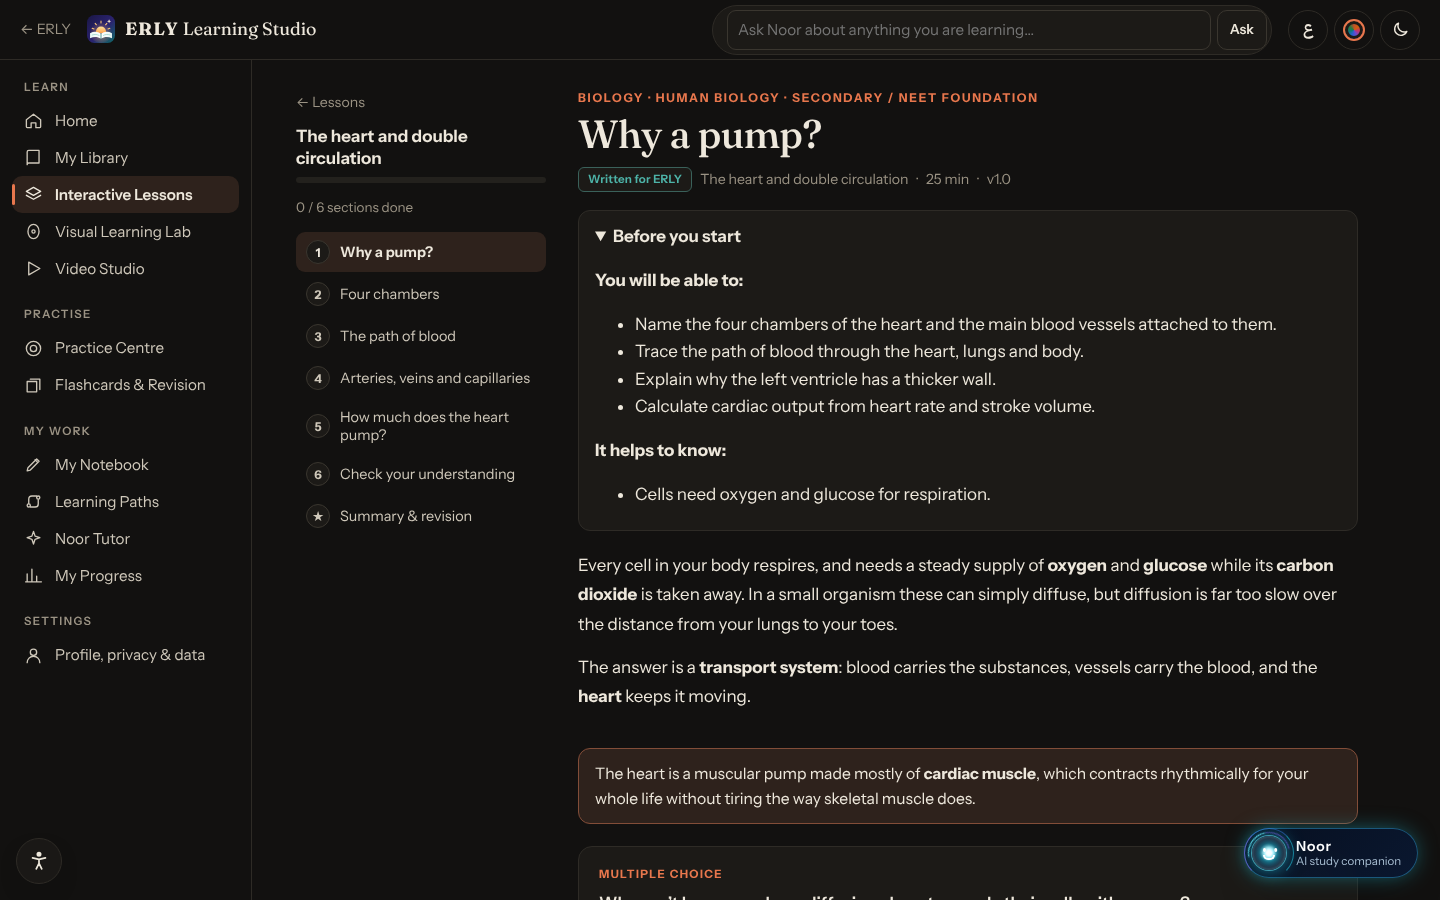 ← ERLY
ERLY Learning Studio
Ask Noor about anything you are learning...
Ask
ع
LEARN
Home
My Library
Interactive Lessons
Visual Learning Lab
Video Studio
PRACTISE
Practice Centre
Flashcards & Revision
MY WORK
My Notebook
Learning Paths
Noor Tutor
My Progress
SETTINGS
Profile, privacy & data
← Lessons
The heart and double
circulation
0 / 6 sections done
1 Why a pump?
2 Four chambers
3 The path of blood
4 Arteries, veins and capillaries
5 How much does the heart
pump?
6 Check your understanding
★ Summary & revision
BIOLOGY · HUMAN BIOLOGY · SECONDARY / NEET FOUNDATION
Why a pump?
Written for ERLY The heart and double circulation · 25 min · v1.0
▼ Before you start
You will be able to:
• Name the four chambers of the heart and the main blood vessels attached to them.
• Trace the path of blood through the heart, lungs and body.
• Explain why the left ventricle has a thicker wall.
• Calculate cardiac output from heart rate and stroke volume.
It helps to know:
• Cells need oxygen and glucose for respiration.
Every cell in your body respires, and needs a steady supply of oxygen and glucose while its carbon
dioxide is taken away. In a small organism these can simply diffuse, but diffusion is far too slow over
the distance from your lungs to your toes.
The answer is a transport system: blood carries the substances, vessels carry the blood, and the
heart keeps it moving.
The heart is a muscular pump made mostly of cardiac muscle, which contracts rhythmically for your
whole life without tiring the way skeletal muscle does.
MULTIPLE CHOICE
Noor
AI study companion